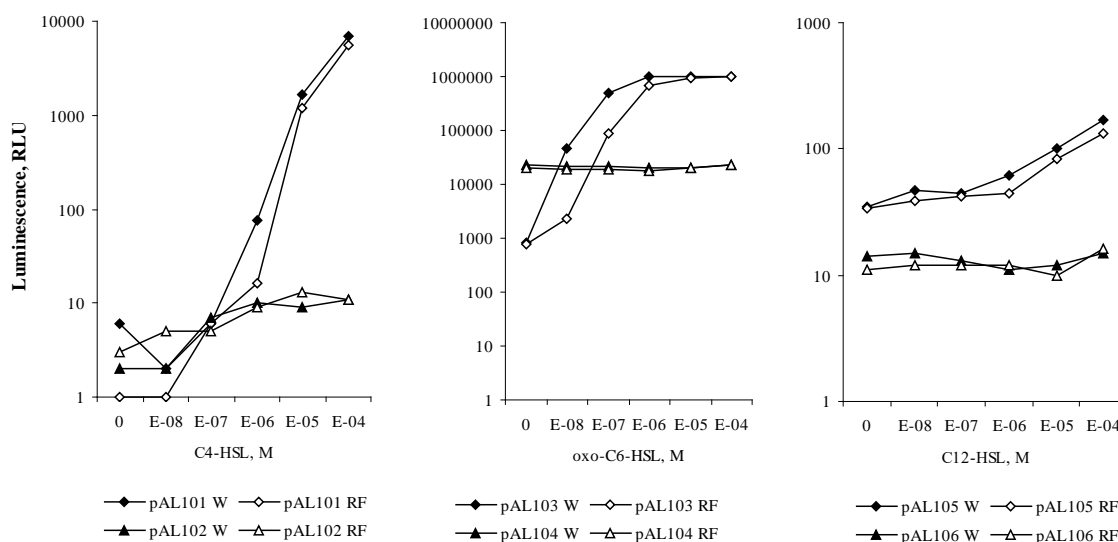 Luminescence, RLU
10000
1000
100
10
1
0 E-08 E-07 E-06 E-05 E-04
C4-HSL, M
pAL101 W pAL101 RF
pAL102 W pAL102 RF
10000000
1000000
100000
10000
1000
100
10
1
0 E-08 E-07 E-06 E-05 E-04
oxo-C6-HSL, M
pAL103 W pAL103 RF
pAL104 W pAL104 RF
1000
100
10
1
0 E-08 E-07 E-06 E-05 E-04
C12-HSL, M
pAL105 W pAL105 RF
pAL106 W pAL106 RF